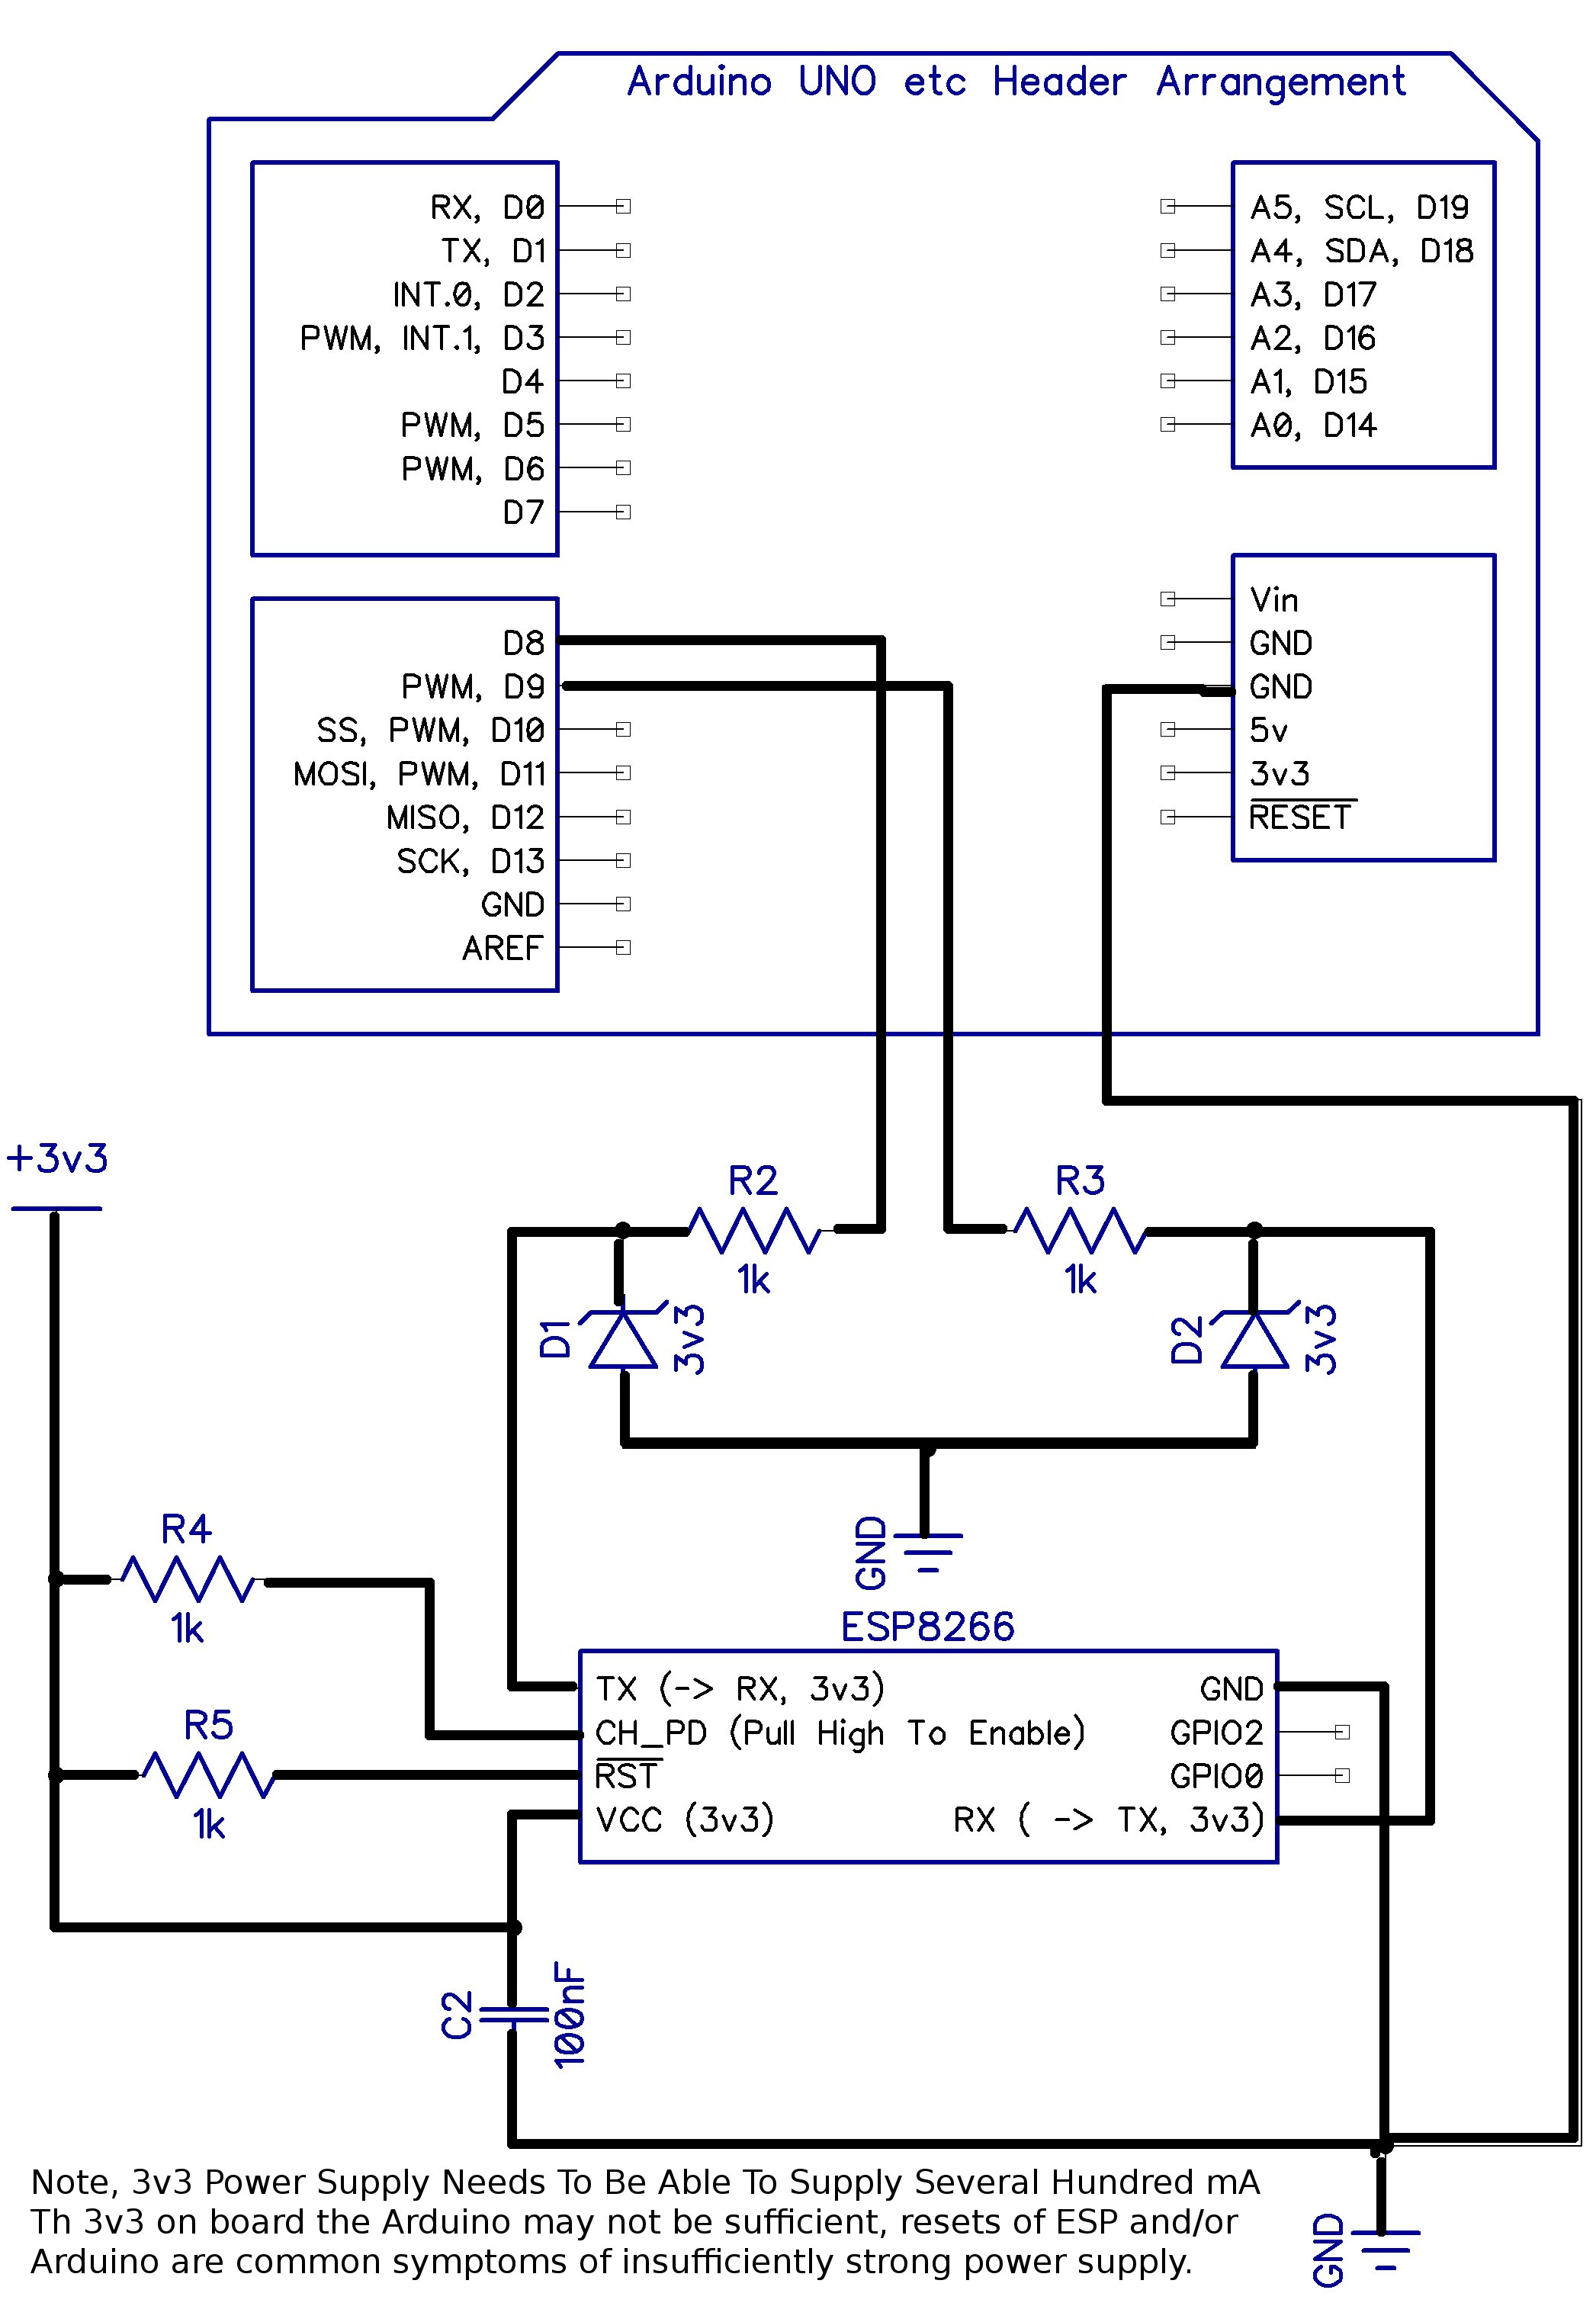 Arduino UNO etc Header Arrangement
RX, D0
TX, D1
INT.0, D2
PWM, INT.1, D3
D4
PWM, D5
PWM, D6
D7
A5, SCL, D19
A4, SDA, D18
A3, D17
A2, D16
A1, D15
A0, D14
D8
PWM, D9
SS, PWM, D10
MOSI, PWM, D11
MISO, D12
SCK, D13
GND
AREF
Vin
GND
GND
5v
3v3
RESET
+3v3
R2
1k
R3
1k
D1
3v3
D2
3v3
GND
R4
1k
R5
1k
ESP8266
TX (-> RX, 3v3)
CH_PD (Pull High To Enable)
RST
VCC (3v3)
GND
GPIO2
GPIO0
RX ( -> TX, 3v3)
C2
100nF
GND
Note, 3v3 Power Supply Needs To Be Able To Supply Several Hundred mA
Th 3v3 on board the Arduino may not be sufficient, resets of ESP and/or
Arduino are common symptoms of insufficiently strong power supply.